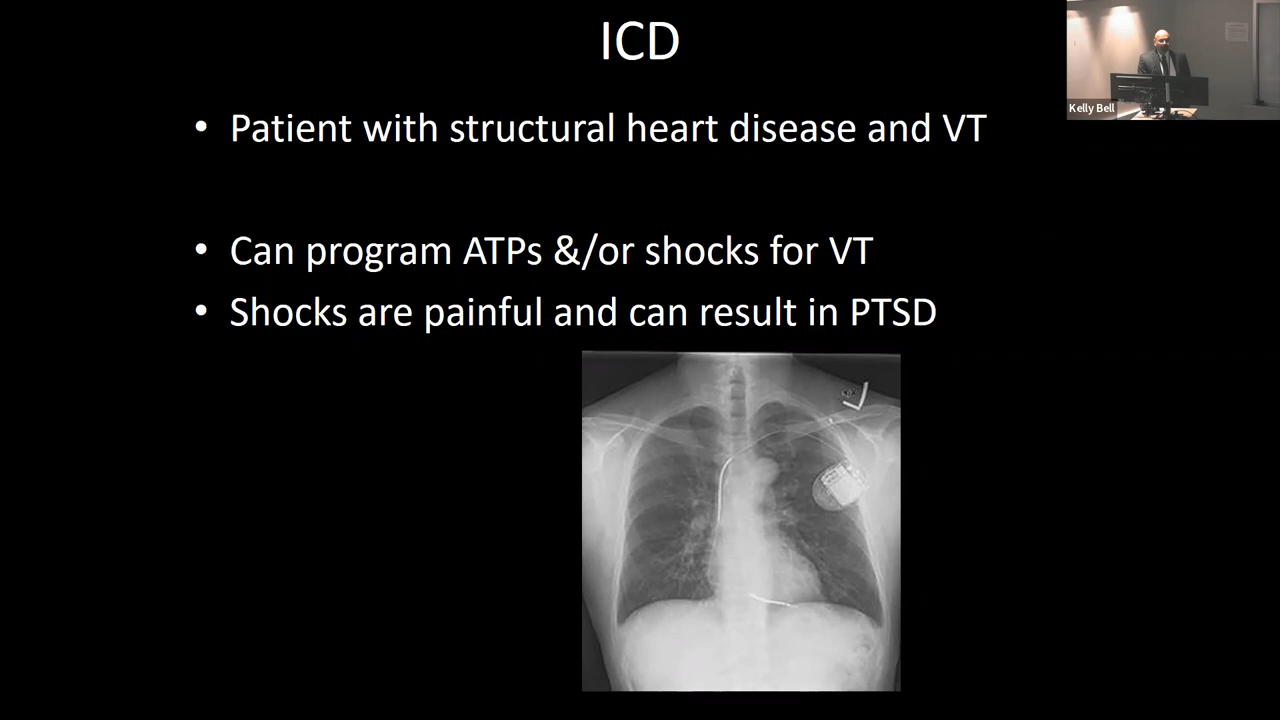 ICD
Kelly Bell
• Patient with structural heart disease and VT
• Can program ATPs &/or shocks for VT
• Shocks are painful and can result in PTSD
L